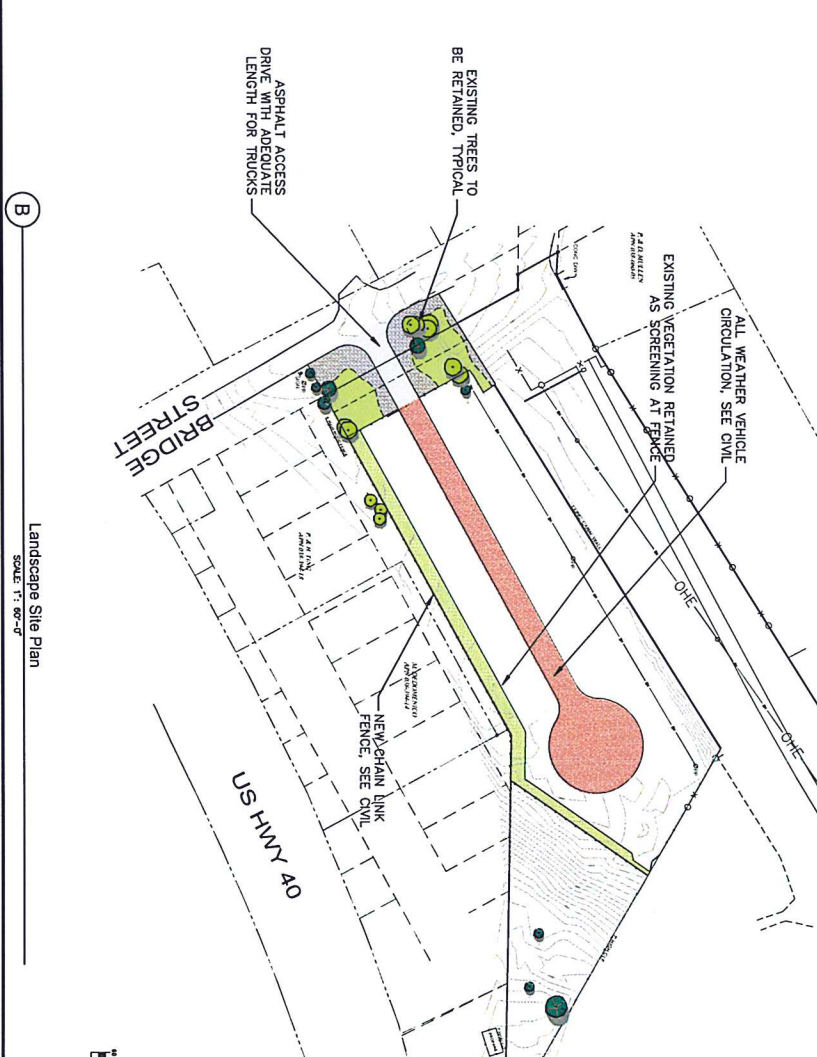 EXISTING TREES TO
BE RETAINED, TYPICAL
ASPHALT ACCESS
DRIVE WITH ADEQUATE
LENGTH FOR TRUCKS
ALL WEATHER VEHICLE
CIRCULATION, SEE CIVIL
EXISTING VEGETATION RETAINED
AS SCREENING AT FENCE
NEW CHAIN LINK
FENCE, SEE CIVIL
BRIDGE
STREET
US HWY 40
OHE
OHE
B
Landscape Site Plan
SCALE: 1": 60'-0"